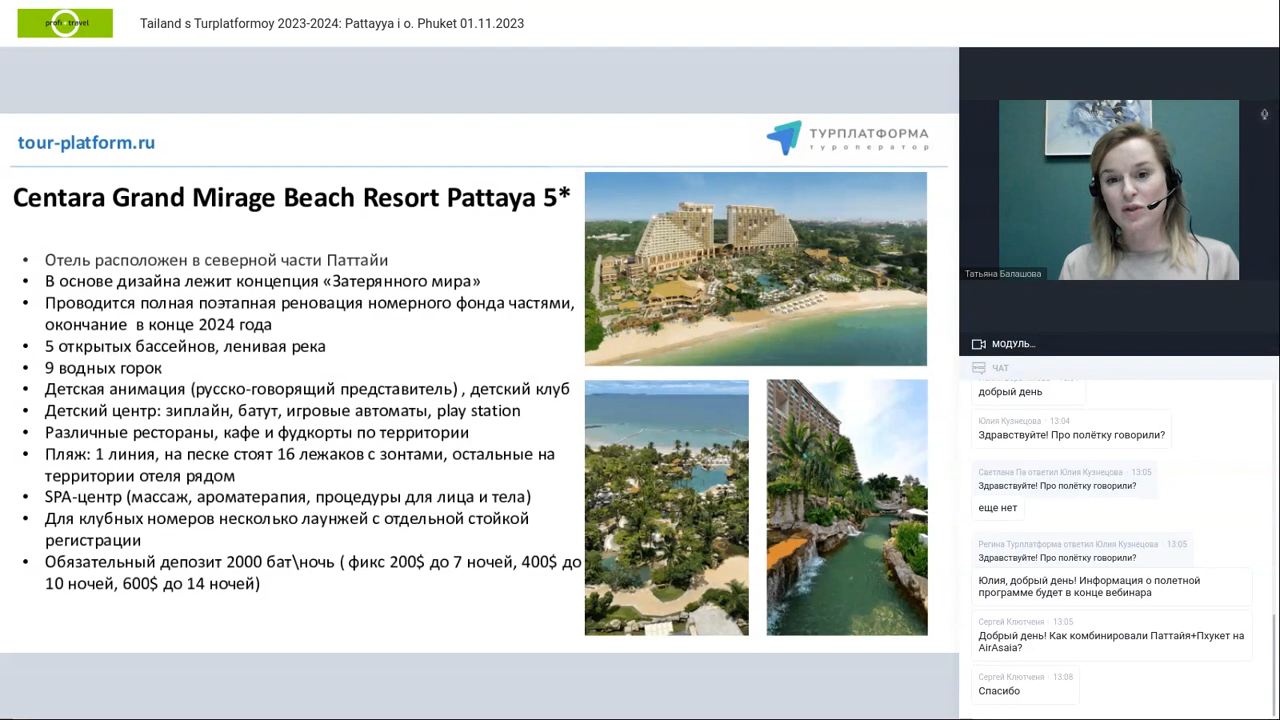 profi travel
Tailand s Turplatformoy 2023-2024: Pattayya i o. Phuket 01.11.2023
tour-platform.ru
ТУРПЛАТФОРМА
туроператор
Centara Grand Mirage Beach Resort Pattaya 5*
• Отель расположен в северной части Паттайи
• В основе дизайна лежит концепция «Затерянного мира»
• Проводится полная поэтапная реновация номерного фонда частями,
окончание в конце 2024 года
• 5 открытых бассейнов, ленивая река
• 9 водных горок
• Детская анимация (русско-говорящий представитель) , детский клуб
• Детский центр: зиплайн, батут, игровые автоматы, play station
• Различные рестораны, кафе и фудкорты по территории
• Пляж: 1 линия, на песке стоят 16 лежаков с зонтами, остальные на
территории отеля рядом
• SPA-центр (массаж, ароматерапия, процедуры для лица и тела)
• Для клубных номеров несколько лаунжей с отдельной стойкой
регистрации
• Обязательный депозит 2000 бат\ночь ( фикс 200$ до 7 ночей, 400$ до
10 ночей, 600$ до 14 ночей)
Татьяна Балашова
МОДУЛЬ...
ЧАТ
добрый день
Юлия Кузнецова · 13:04
Здравствуйте! Про полётку говорили?
Светлана Па ответил Юлия Кузнецова · 13:05
Здравствуйте! Про полётку говорили?
еще нет
Регина Турплатформа ответил Юлия Кузнецова · 13:05
Здравствуйте! Про полётку говорили?
Юлия, добрый день! Информация о полетной
программе будет в конце вебинара
Сергей Клютченя · 13:05
Добрый день! Как комбинировали Паттайя+Пхукет на
AirAsaia?
Сергей Клютченя · 13:08
Спасибо